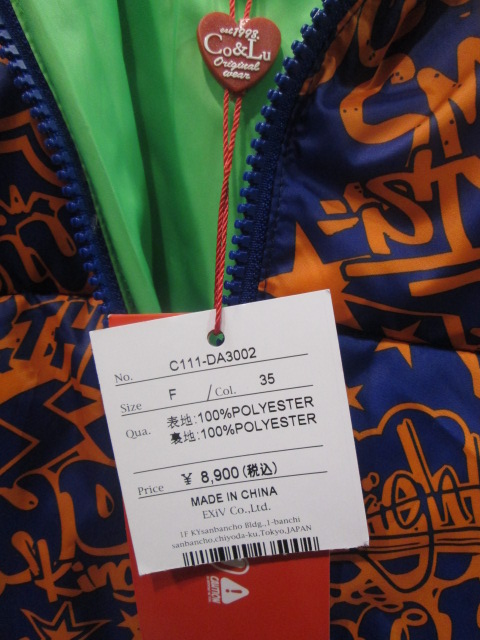 est 1998.
Co&Lu
Original
wear
No. C111-DA3002
Size F / Col. 35
Qua. 表地:100%POLYESTER
裏地:100%POLYESTER
Price ¥ 8,900(税込)
MADE IN CHINA
EXiV Co.,Ltd.
1F KYsanbancho Bldg.,1-banchi
sanbancho,chiyoda-ku,Tokyo,JAPAN